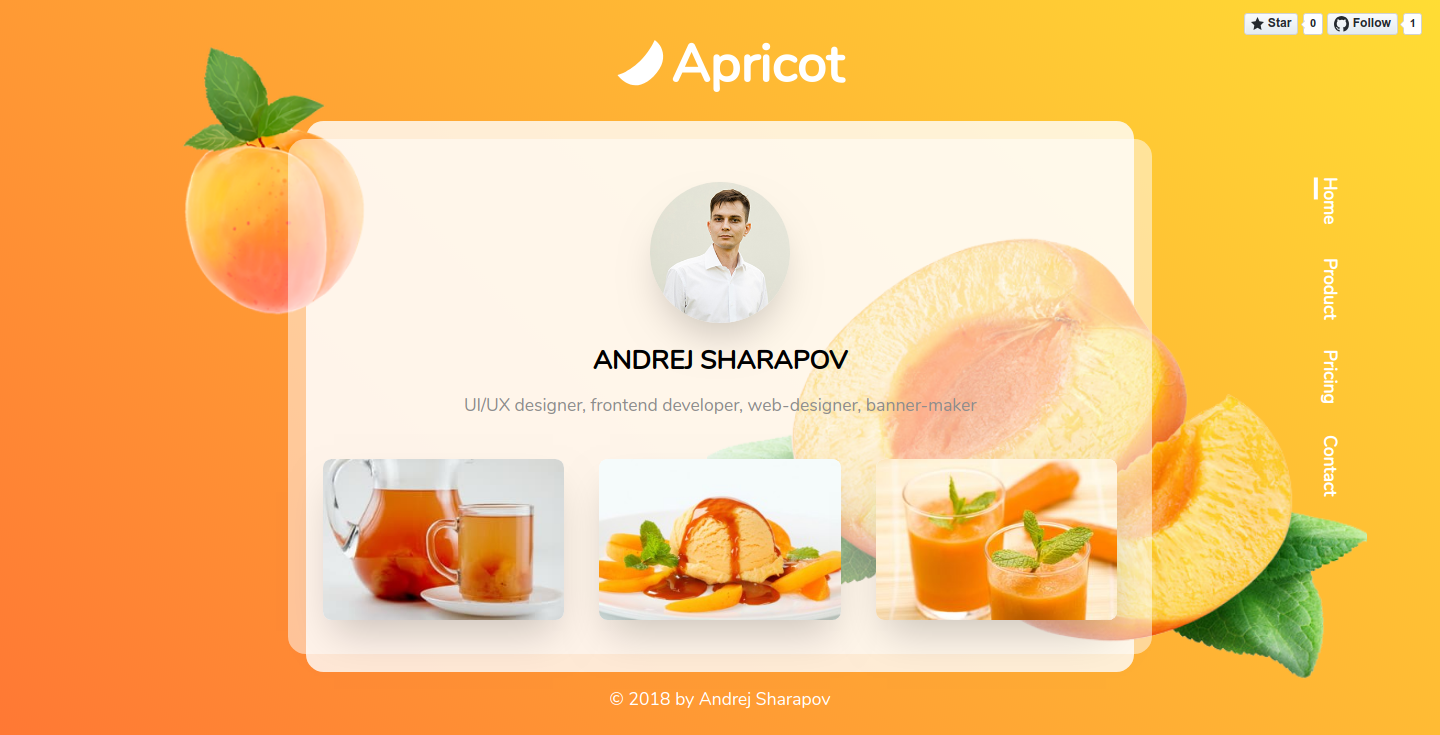 Star 0 Follow 1
Apricot
Home
Product
Pricing
Contact
ANDREJ SHARAPOV
UI/UX designer, frontend developer, web-designer, banner-maker
© 2018 by Andrej Sharapov